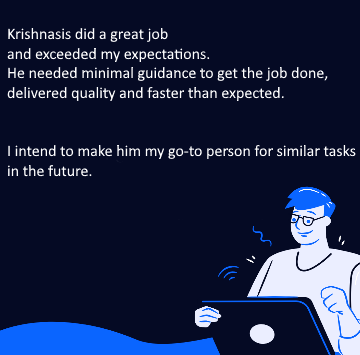 Krishnasis did a great job
and exceeded my expectations.
He needed minimal guidance to get the job done,
delivered quality and faster than expected.
I intend to make him my go-to person for similar tasks
in the future.